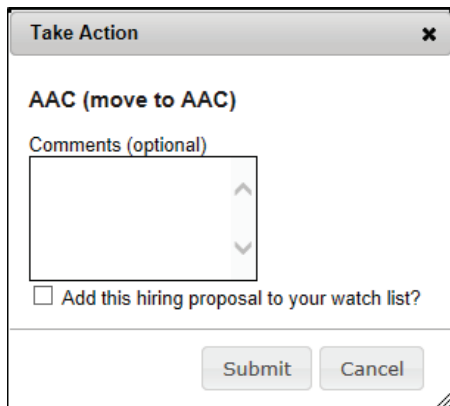 Take Action
AAC (move to AAC)
Comments (optional)
Add this hiring proposal to your watch list?
Submit Cancel